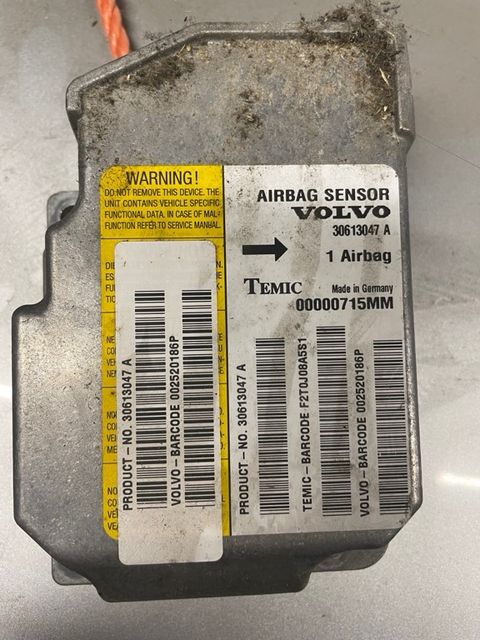 WARNING!
DO NOT REMOVE THIS DEVICE. THE
UNIT CONTAINS VEHICLE SPECIFIC
FUNCTIONAL DATA. IN CASE OF MAL-
FUNCTION REFER TO SERVICE MANUAL.
AIRBAG SENSOR
VOLVO
30613047 A
1 Airbag
TEMIC
Made in Germany
00000715MM
PRODUCT-NO. 30613047 A
VOLVO-BARCODE 002520186P
PRODUCT-NO. 30613047 A
TEMIC-BARCODE F2T0J08A5S1
VOLVO-BARCODE 002520186P